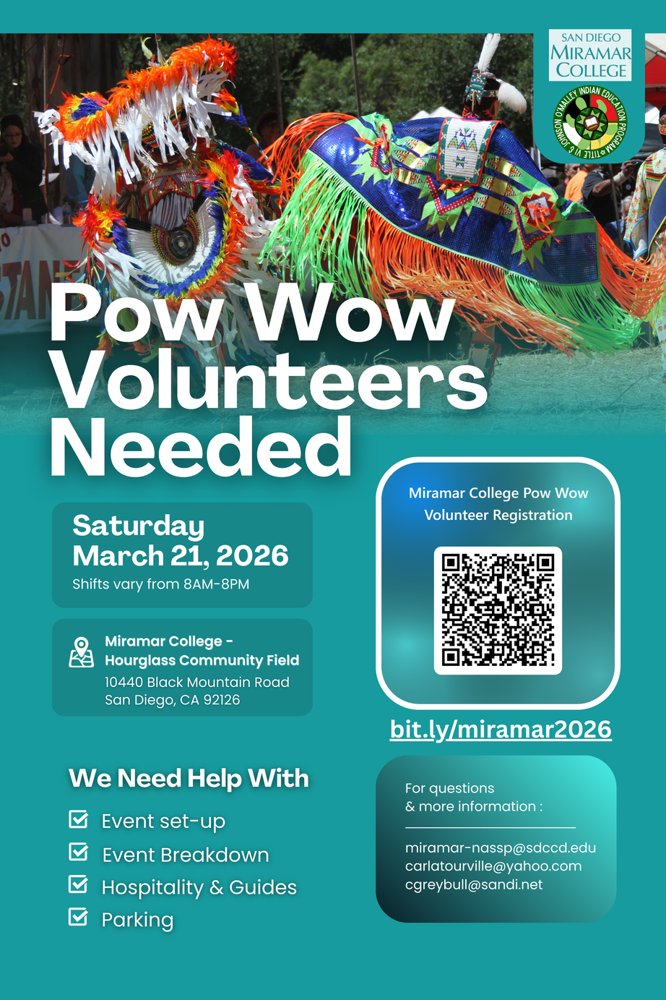 SAN DIEGO
MIRAMAR
COLLEGE
JOHNSON O'MALLEY INDIAN EDUCATION PROGRAM ☆ TITLE VI &
STAN
Pow Wow
Volunteers
Needed
Miramar College Pow Wow
Volunteer Registration
Saturday
March 21, 2026
Shifts vary from 8AM-8PM
Miramar College -
Hourglass Community Field
10440 Black Mountain Road
San Diego, CA 92126
bit.ly/miramar2026
We Need Help With
Event set-up
Event Breakdown
Hospitality & Guides
Parking
For questions
& more information :
miramar-nassp@sdccd.edu
carlatourville@yahoo.com
cgreybull@sandi.net